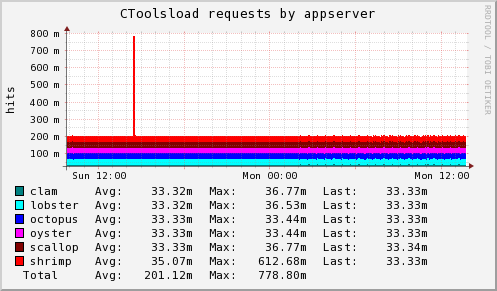 CToolsload requests by appserver
RRDTOOL / TOBI OETIKER
hits
800 m
700 m
600 m
500 m
400 m
300 m
200 m
100 m
Sun 12:00 Mon 00:00 Mon 12:00
clam Avg: 33.32m Max: 36.77m Last: 33.33m
lobster Avg: 33.32m Max: 36.53m Last: 33.33m
octopus Avg: 33.33m Max: 33.44m Last: 33.33m
oyster Avg: 33.33m Max: 33.44m Last: 33.33m
scallop Avg: 33.33m Max: 36.77m Last: 33.34m
shrimp Avg: 35.07m Max: 612.68m Last: 33.33m
Total Avg: 201.12m Max: 778.80m